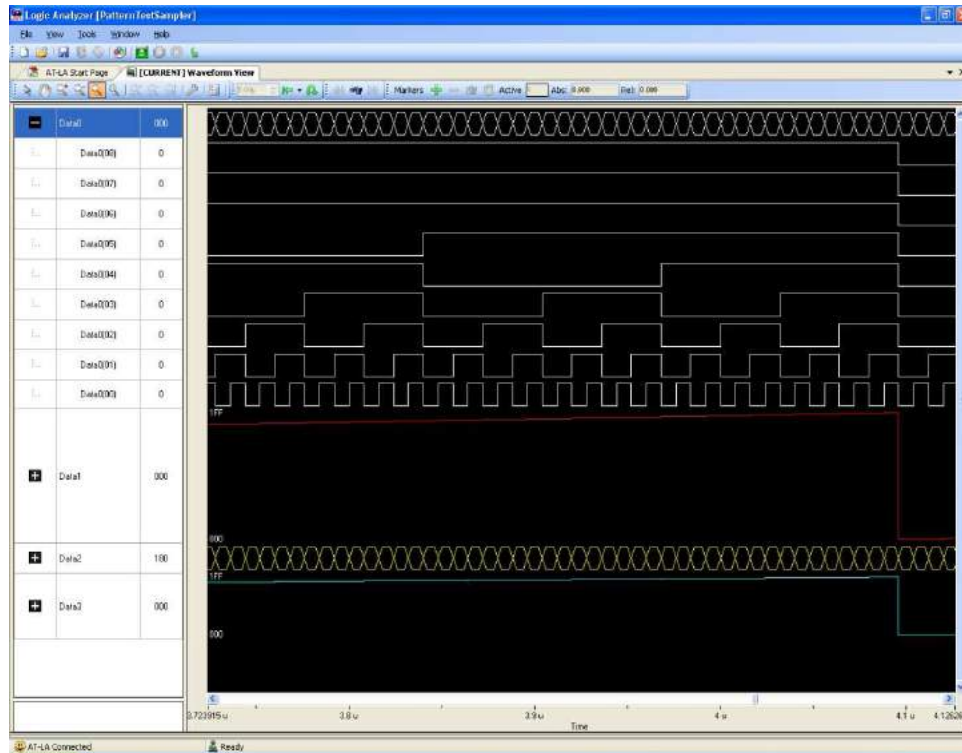 Logic Analyzer [PatternTestSampler]
File View Tools Window Help
AT-LA Start Page [CURRENT] Waveform View
Markers Active Abs: 0.000 Rel: 0.000
Data0 000
Data0(08) 0
Data0(07) 0
Data0(06) 0
Data0(05) 0
Data0(04) 0
Data0(03) 0
Data0(02) 0
Data0(01) 0
Data0(00) 0
1FF
Data1 000
000
Data2 180
1FF
Data3 000
000
3.723915 u 3.8 u 3.9 u 4 u 4.1 u
Time
AT-LA Connected Ready